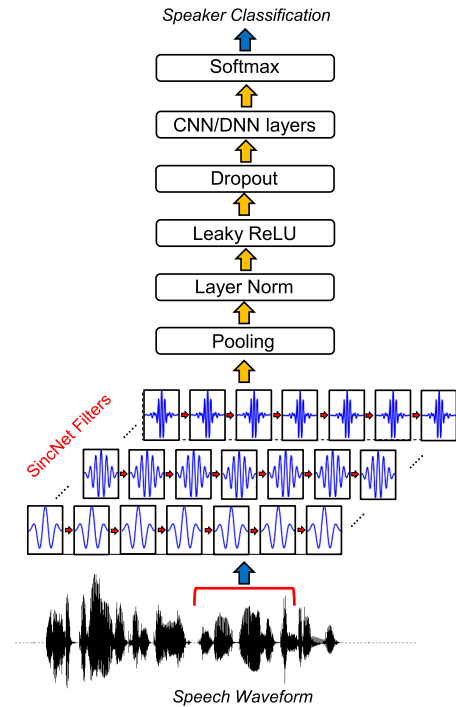 Speaker Classification
Softmax
CNN/DNN layers
Dropout
Leaky ReLU
Layer Norm
Pooling
SincNet Filters
Speech Waveform